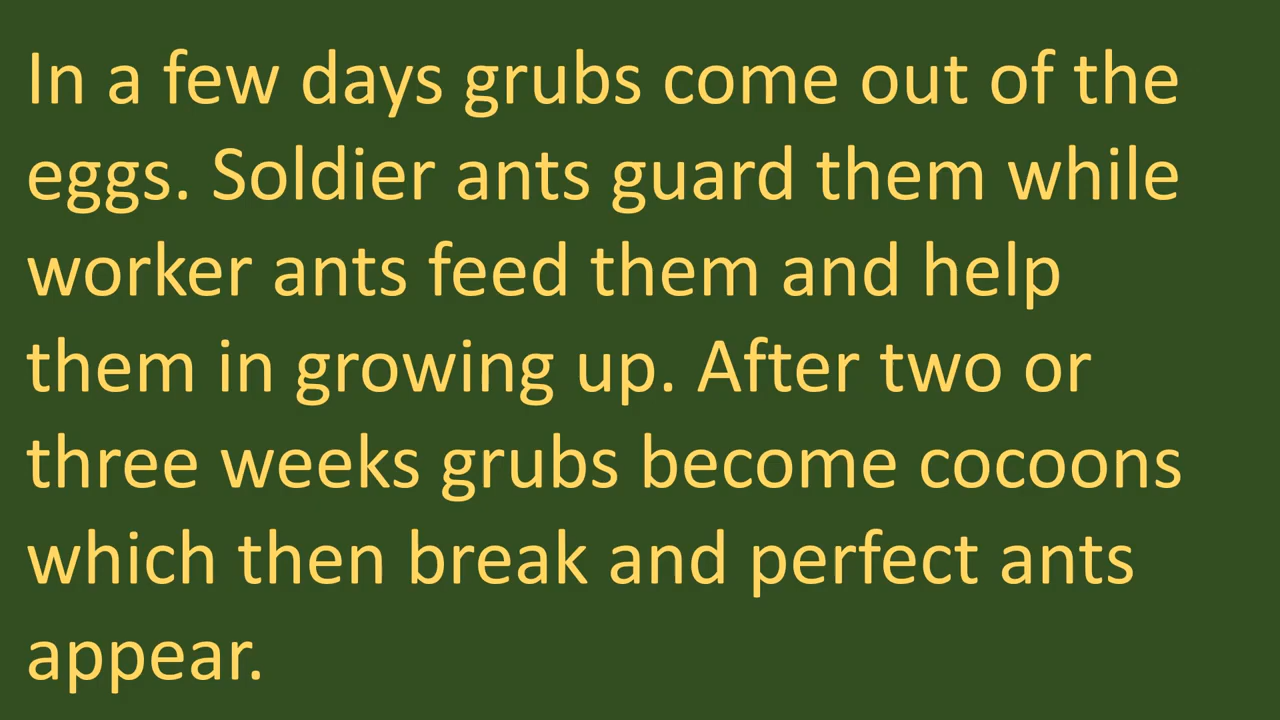 In a few days grubs come out of the
eggs. Soldier ants guard them while
worker ants feed them and help
them in growing up. After two or
three weeks grubs become cocoons
which then break and perfect ants
appear.